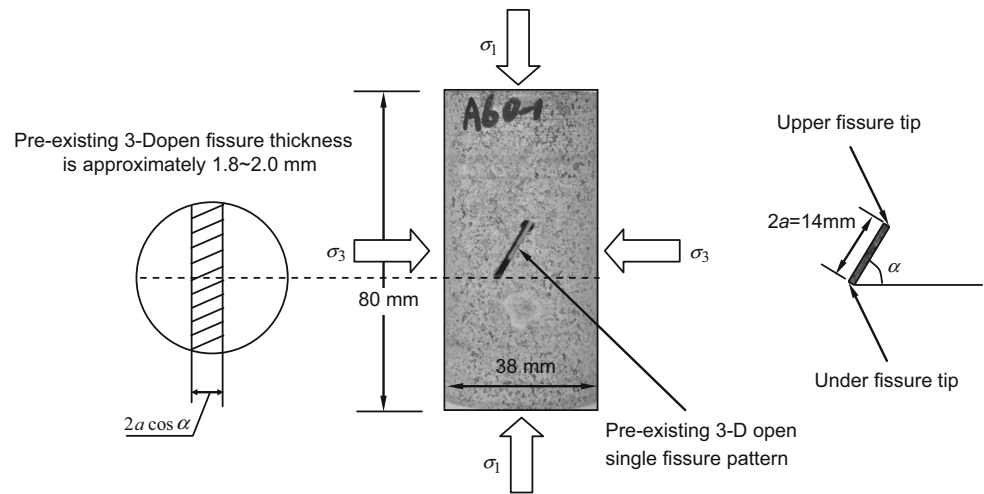 σ1
A60-1
Pre-existing 3-Dopen fissure thickness
is approximately 1.8~2.0 mm
Upper fissure tip
2a=14mm
σ3
σ3
α
80 mm
38 mm
Under fissure tip
2a cos α
Pre-existing 3-D open
single fissure pattern
σ1